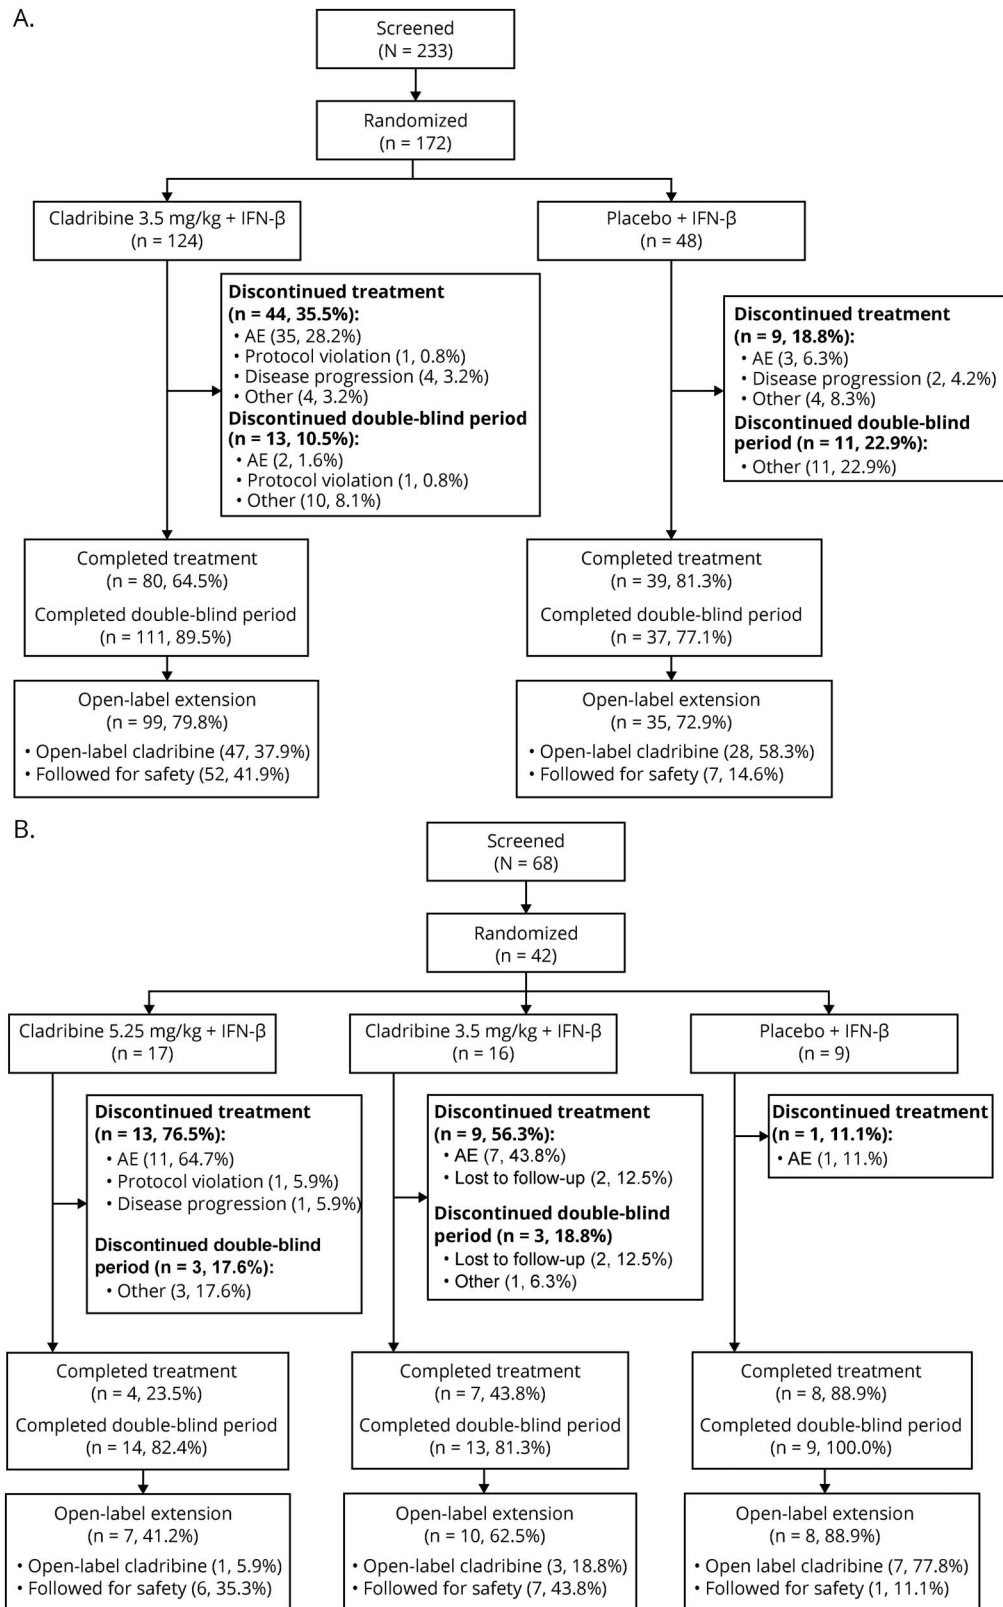 A.
Screened
(N = 233)
Randomized
(n = 172)
Cladribine 3.5 mg/kg + IFN-β
(n = 124)
Placebo + IFN-β
(n = 48)
Discontinued treatment
(n = 44, 35.5%):
• AE (35, 28.2%)
• Protocol violation (1, 0.8%)
• Disease progression (4, 3.2%)
• Other (4, 3.2%)
Discontinued double-blind period
(n = 13, 10.5%):
• AE (2, 1.6%)
• Protocol violation (1, 0.8%)
• Other (10, 8.1%)
Discontinued treatment
(n = 9, 18.8%):
• AE (3, 6.3%)
• Disease progression (2, 4.2%)
• Other (4, 8.3%)
Discontinued double-blind
period (n = 11, 22.9%):
• Other (11, 22.9%)
Completed treatment
(n = 80, 64.5%)
Completed double-blind period
(n = 111, 89.5%)
Completed treatment
(n = 39, 81.3%)
Completed double-blind period
(n = 37, 77.1%)
Open-label extension
(n = 99, 79.8%)
• Open-label cladribine (47, 37.9%)
• Followed for safety (52, 41.9%)
Open-label extension
(n = 35, 72.9%)
• Open-label cladribine (28, 58.3%)
• Followed for safety (7, 14.6%)
B.
Screened
(N = 68)
Randomized
(n = 42)
Cladribine 5.25 mg/kg + IFN-β
(n = 17)
Cladribine 3.5 mg/kg + IFN-β
(n = 16)
Placebo + IFN-β
(n = 9)
Discontinued treatment
(n = 13, 76.5%):
• AE (11, 64.7%)
• Protocol violation (1, 5.9%)
• Disease progression (1, 5.9%)
Discontinued double-blind
period (n = 3, 17.6%):
• Other (3, 17.6%)
Discontinued treatment
(n = 9, 56.3%):
• AE (7, 43.8%)
• Lost to follow-up (2, 12.5%)
Discontinued double-blind
period (n = 3, 18.8%)
• Lost to follow-up (2, 12.5%)
• Other (1, 6.3%)
Discontinued treatment
(n = 1, 11.1%):
• AE (1, 11.%)
Completed treatment
(n = 4, 23.5%)
Completed double-blind period
(n = 14, 82.4%)
Completed treatment
(n = 7, 43.8%)
Completed double-blind period
(n = 13, 81.3%)
Completed treatment
(n = 8, 88.9%)
Completed double-blind period
(n = 9, 100.0%)
Open-label extension
(n = 7, 41.2%)
• Open-label cladribine (1, 5.9%)
• Followed for safety (6, 35.3%)
Open-label extension
(n = 10, 62.5%)
• Open-label cladribine (3, 18.8%)
• Followed for safety (7, 43.8%)
Open-label extension
(n = 8, 88.9%)
• Open label cladribine (7, 77.8%)
• Followed for safety (1, 11.1%)